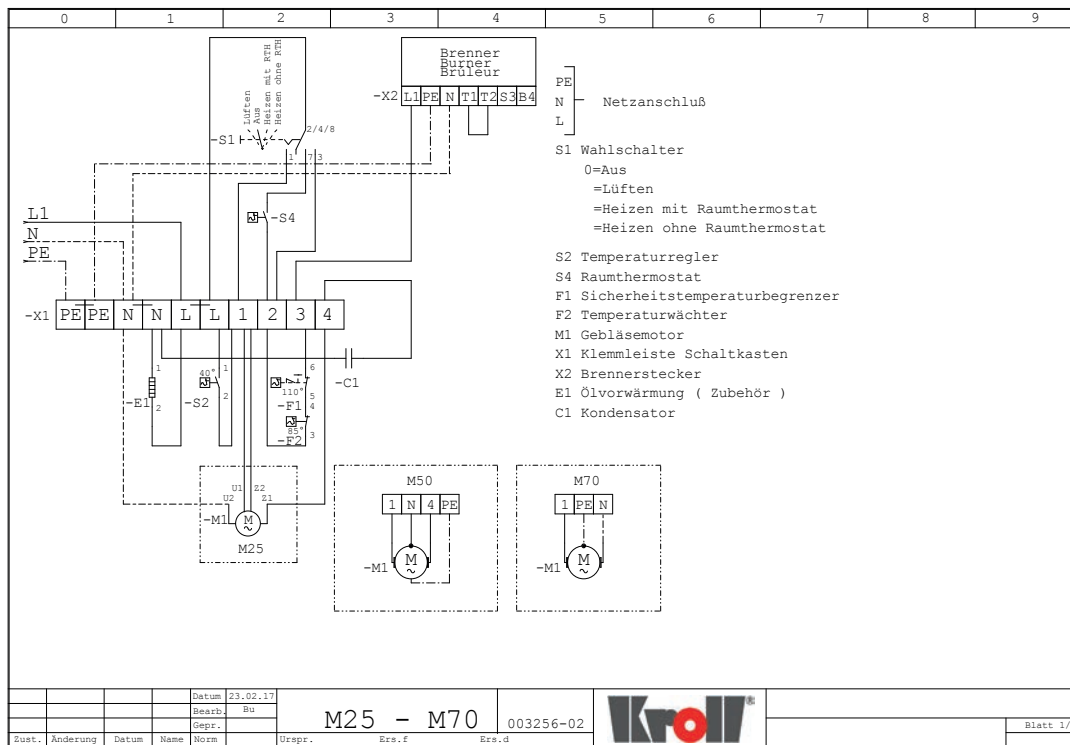 0 1 2 3 4 5 6 7 8 9
Lüften
Aus
Heizen mit RTH
Heizen ohne RTH
-S1
2/4/8
1 7 3
-S4
Brenner
Burner
Brûleur
-X2 L1 PE N T1 T2 S3 B4
PE
N Netzanschluß
L
S1 Wahlschalter
0=Aus
=Lüften
=Heizen mit Raumthermostat
=Heizen ohne Raumthermostat
S2 Temperaturregler
S4 Raumthermostat
F1 Sicherheitstemperaturbegrenzer
F2 Temperaturwächter
M1 Gebläsemotor
X1 Klemmleiste Schaltkasten
X2 Brennerstecker
E1 Ölvorwärmung ( Zubehör )
C1 Kondensator
L1
N
PE
-X1 PE PE N N L L 1 2 3 4
1
-E1
2
40° 1
-S2 2
6
110°
5
-F1 4
85°
-F2 3
-C1
U1 Z2
U2 Z1
-M1 M
~
M25
M50
1 N 4 PE
-M1 M
~
M70
1 PE N
-M1 M
~
Datum 23.02.17
Bearb. Bu
Gepr.
Zust. Änderung Datum Name Norm
M25 - M70
003256-02
Urspr. Ers.f Ers.d
Kroll®
Blatt 1/